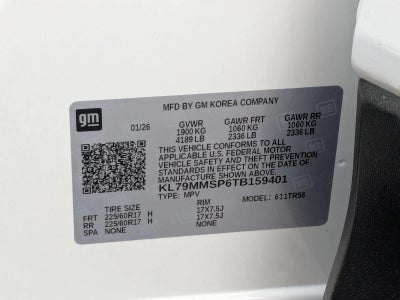 MFD BY GM KOREA COMPANY
gm
01/26 GVWR GAWR FRT GAWR RR
1900 KG 1060 KG 1060 KG
4189 LB 2336 LB 2336 LB
THIS VEHICLE CONFORMS TO ALL
APPLICABLE U.S. FEDERAL MOTOR
VEHICLE SAFETY AND THEFT PREVENTION
STANDARDS IN EFFECT ON THE DATE OF
MANUFACTURE SHOWN ABOVE.
KL79MMSP6TB159401
TYPE: MPV MODEL: 611TR56
TIRE SIZE RIM
FRT 225/60R17 H 17X7.5J
RR 225/60R17 H 17X7.5J
SPA NONE NONE